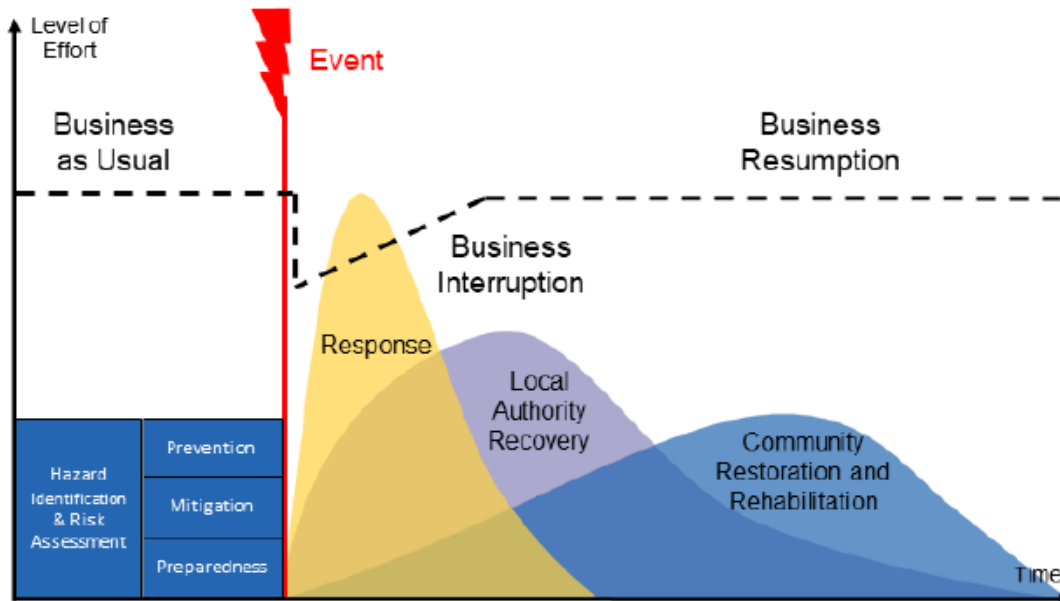 Level of
Effort
Event
Business
as Usual
Business
Resumption
Business
Interruption
Response
Local
Authority
Recovery
Community
Restoration and
Rehabilitation
Hazard
Identification
& Risk
Assessment
Prevention
Mitigation
Preparedness
Time